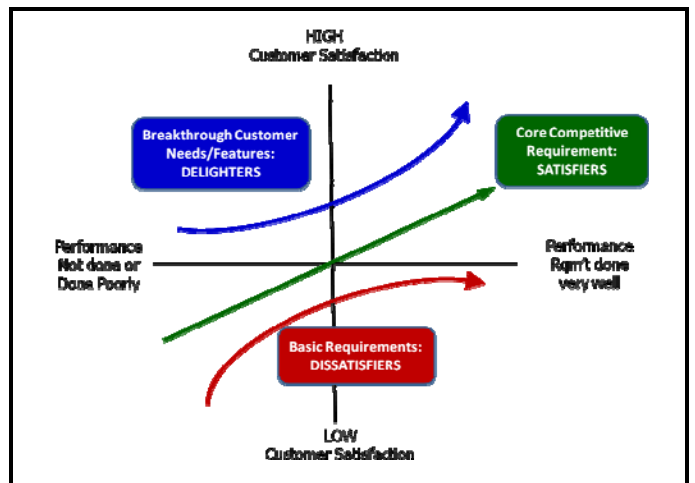 HIGH
Customer Satisfaction
Breakthrough Customer
Needs/Features:
DELIGHTERS
Core Competitive
Requirement:
SATISFIERS
Performance
Not done or
Done Poorly
Performance
Rqm't done
very well
Basic Requirements:
DISSATISFIERS
LOW
Customer Satisfaction